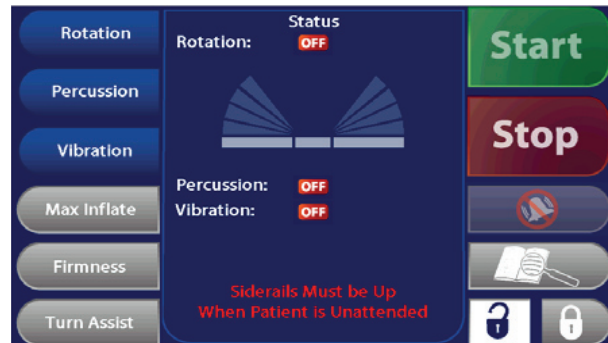 Rotation
Percussion
Vibration
Max Inflate
Firmness
Turn Assist
Status
Rotation: OFF
Percussion: OFF
Vibration: OFF
Siderails Must be Up
When Patient is Unattended
Start
Stop